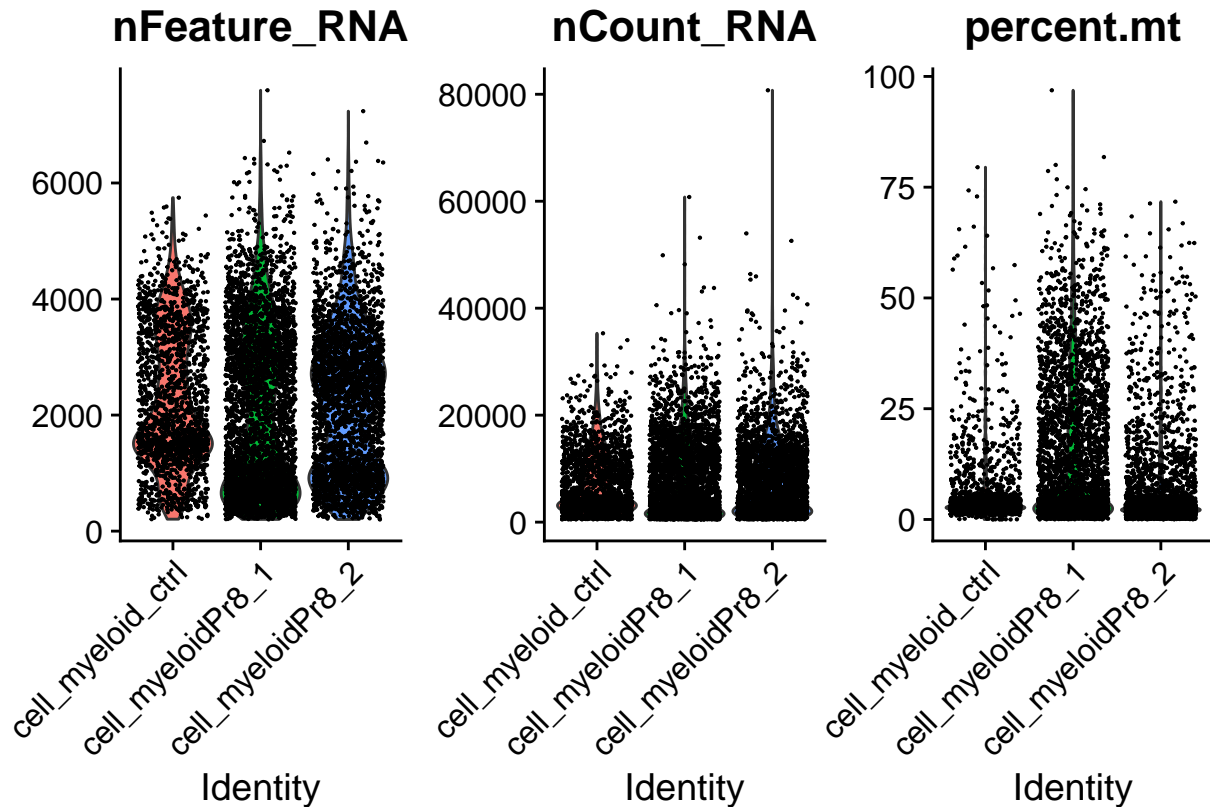 nFeature_RNA
6000
4000
2000
0
cell_myeloid_ctrl
cell_myeloidPr8_1
cell_myeloidPr8_2
Identity
nCount_RNA
80000
60000
40000
20000
0
cell_myeloid_ctrl
cell_myeloidPr8_1
cell_myeloidPr8_2
Identity
percent.mt
100
75
50
25
0
cell_myeloid_ctrl
cell_myeloidPr8_1
cell_myeloidPr8_2
Identity